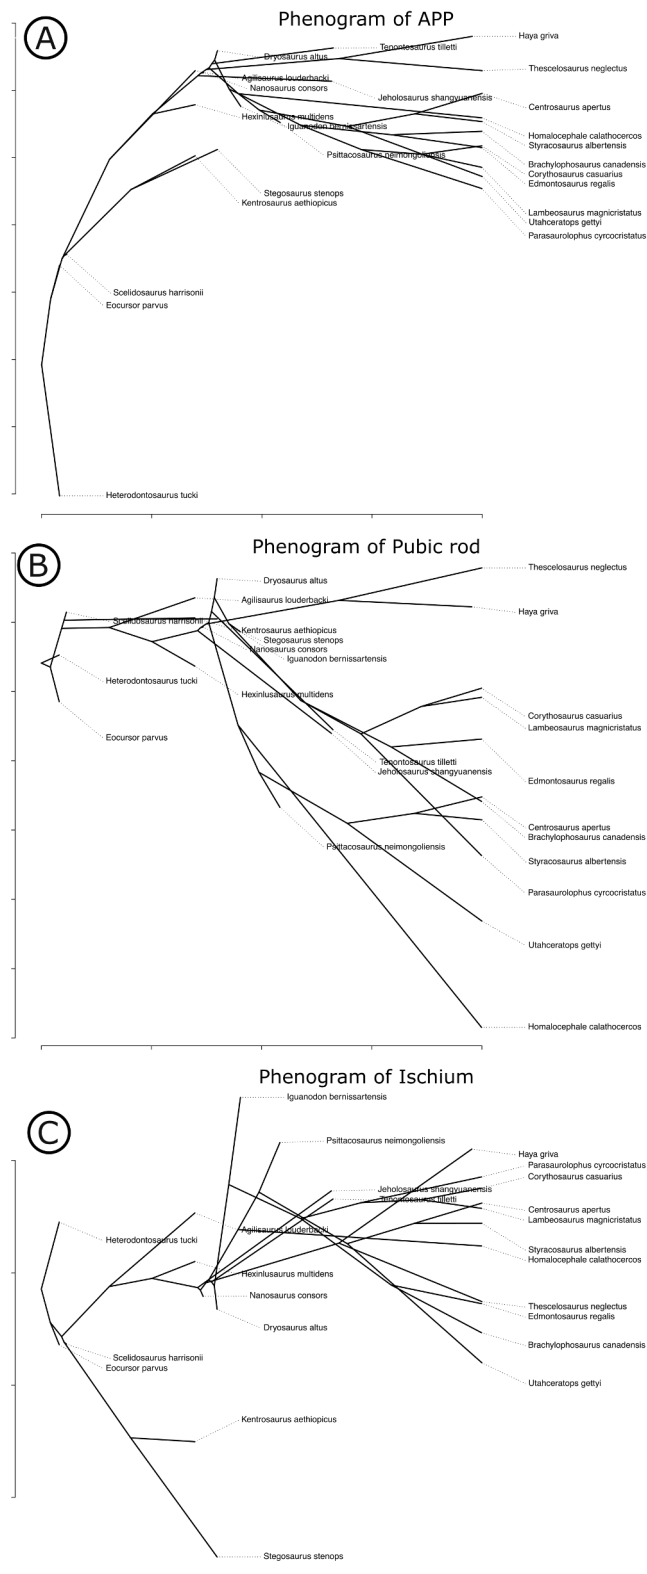 A
Phenogram of APP
Haya griva
Tenontosaurus tilletti
Dryosaurus altus
Thescelosaurus neglectus
Agilisaurus louderbacki
Nanosaurus consors
Jeholosaurus shangyuanensis
Centrosaurus apertus
Hexinlusaurus multidens
Iguanodon bernissartensis
Homalocephale calathocercos
Styracosaurus albertensis
Psittacosaurus neimongoliensis
Brachylophosaurus canadensis
Corythosaurus casuarius
Edmontosaurus regalis
Stegosaurus stenops
Kentrosaurus aethiopicus
Lambeosaurus magnicristatus
Utahceratops gettyi
Parasaurolophus cyrcocristatus
Scelidosaurus harrisonii
Eocursor parvus
Heterodontosaurus tucki
B
Phenogram of Pubic rod
Thescelosaurus neglectus
Dryosaurus altus
Agilisaurus louderbacki
Haya griva
Scelidosaurus harrisonii
Kentrosaurus aethiopicus
Stegosaurus stenops
Nanosaurus consors
Iguanodon bernissartensis
Heterodontosaurus tucki
Hexinlusaurus multidens
Corythosaurus casuarius
Lambeosaurus magnicristatus
Eocursor parvus
Tenontosaurus tilletti
Jeholosaurus shangyuanensis
Edmontosaurus regalis
Centrosaurus apertus
Brachylophosaurus canadensis
Psittacosaurus neimongoliensis
Styracosaurus albertensis
Parasaurolophus cyrcocristatus
Utahceratops gettyi
Homalocephale calathocercos
Phenogram of Ischium
C
Iguanodon bernissartensis
Psittacosaurus neimongoliensis
Haya griva
Parasaurolophus cyrcocristatus
Corythosaurus casuarius
Jeholosaurus shangyuanensis
Tenontosaurus tilletti
Centrosaurus apertus
Lambeosaurus magnicristatus
Agilisaurus louderbacki
Heterodontosaurus tucki
Styracosaurus albertensis
Homalocephale calathocercos
Hexinlusaurus multidens
Nanosaurus consors
Thescelosaurus neglectus
Edmontosaurus regalis
Dryosaurus altus
Brachylophosaurus canadensis
Scelidosaurus harrisonii
Eocursor parvus
Utahceratops gettyi
Kentrosaurus aethiopicus
Stegosaurus stenops